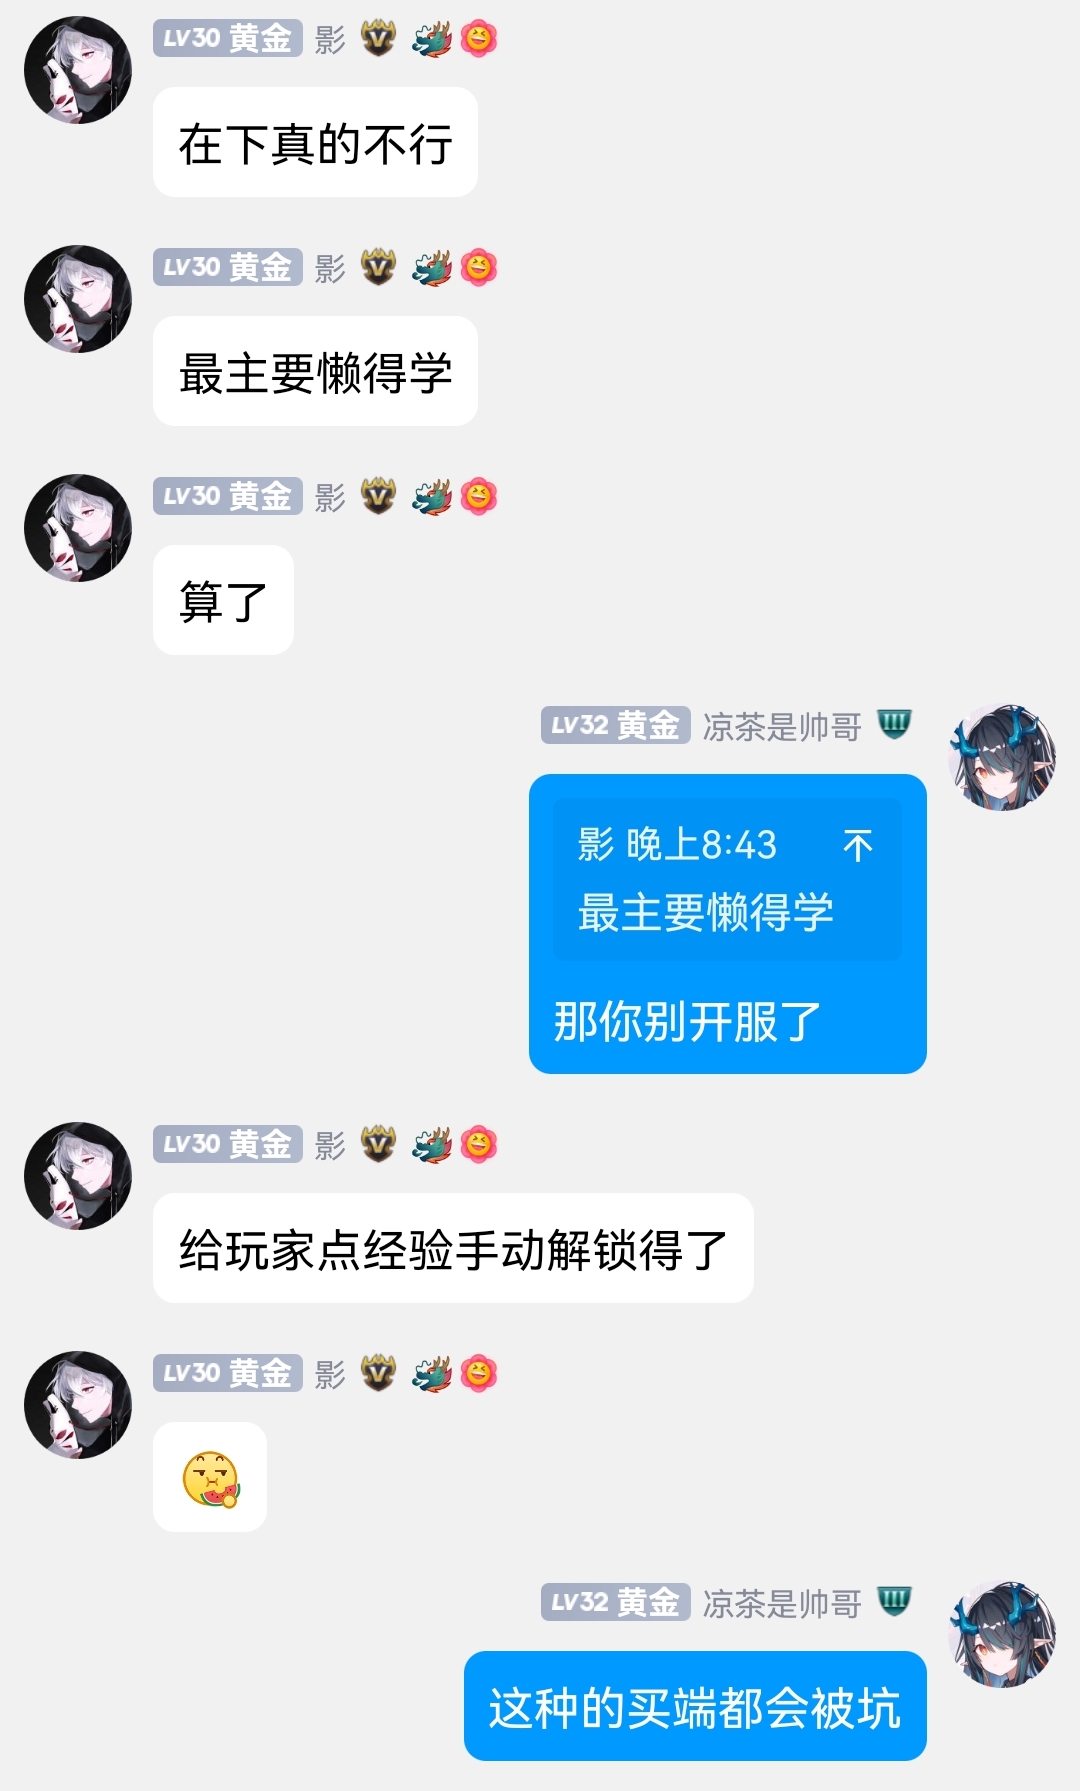 LV30 黄金 影
在下真的不行
LV30 黄金 影
最主要懒得学
LV30 黄金 影
算了
LV32 黄金 凉茶是帅哥 III
影 晚上8:43
最主要懒得学
那你别开服了
LV30 黄金 影
给玩家点经验手动解锁得了
LV30 黄金 影
LV32 黄金 凉茶是帅哥 III
这种的买端都会被坑